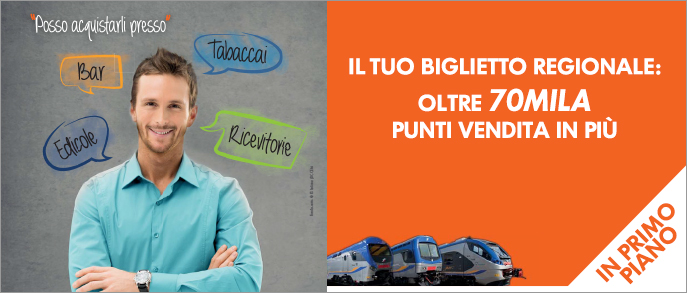 "Posso acquistarli presso"
Tabaccai
Bar
Edicole
Ricevitorie
IL TUO BIGLIETTO REGIONALE:
OLTRE 70MILA
PUNTI VENDITA IN PIÙ
IN PRIMO
PIANO